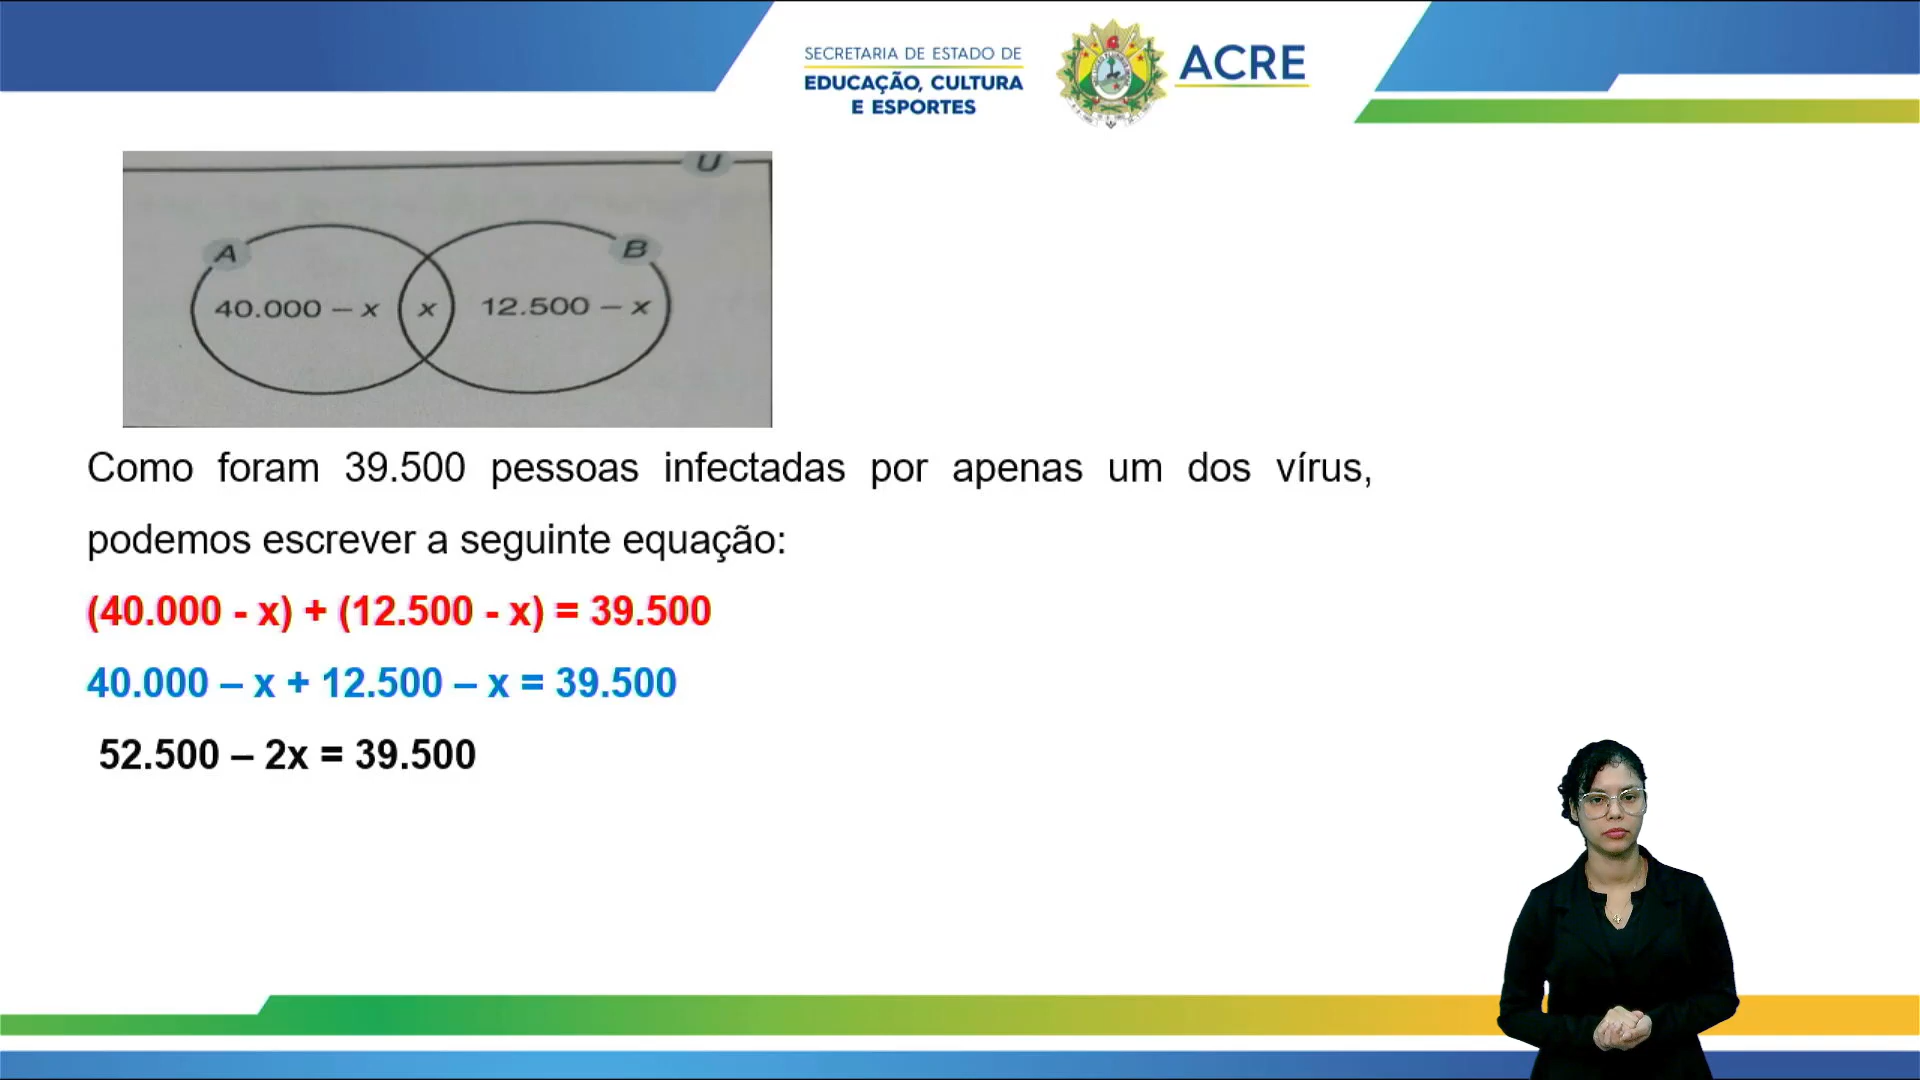 SECRETARIA DE ESTADO DE
EDUCAÇÃO, CULTURA
E ESPORTES
ACRE
U
A
B
40.000 – x
x
12.500 – x
Como foram 39.500 pessoas infectadas por apenas um dos vírus,
podemos escrever a seguinte equação:
(40.000 - x) + (12.500 - x) = 39.500
40.000 – x + 12.500 – x = 39.500
52.500 – 2x = 39.500